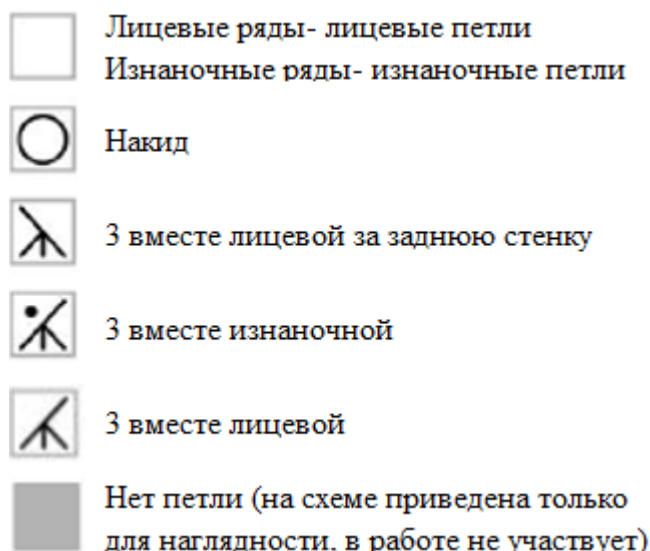 Лицевые ряды- лицевые петли
Изнаночные ряды- изнаночные петли
Накид
3 вместе лицевой за заднюю стенку
3 вместе изнаночной
3 вместе лицевой
Нет петли (на схеме приведена только
для наглядности, в работе не участвует)